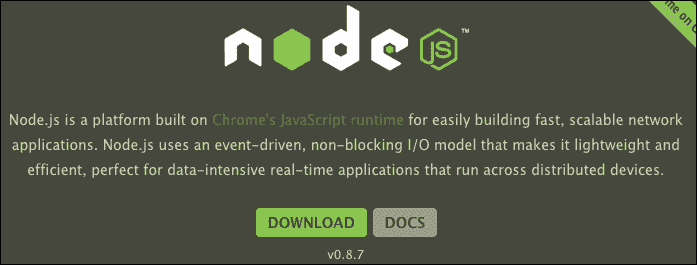 me on
node JS ™
Node.js is a platform built on Chrome's JavaScript runtime for easily building fast, scalable network
applications. Node.js uses an event-driven, non-blocking I/O model that makes it lightweight and
efficient, perfect for data-intensive real-time applications that run across distributed devices.
DOWNLOAD DOCS
v0.8.7